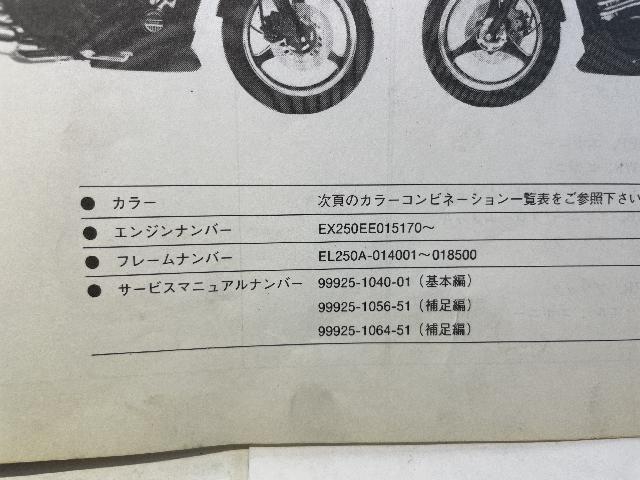 ● カラー 次頁のカラーコンビネーション一覧表をご参照下さい
● エンジンナンバー EX250EE015170～
● フレームナンバー EL250A-014001～018500
● サービスマニュアルナンバー 99925-1040-01（基本編）
99925-1056-51（補足編）
99925-1064-51（補足編）